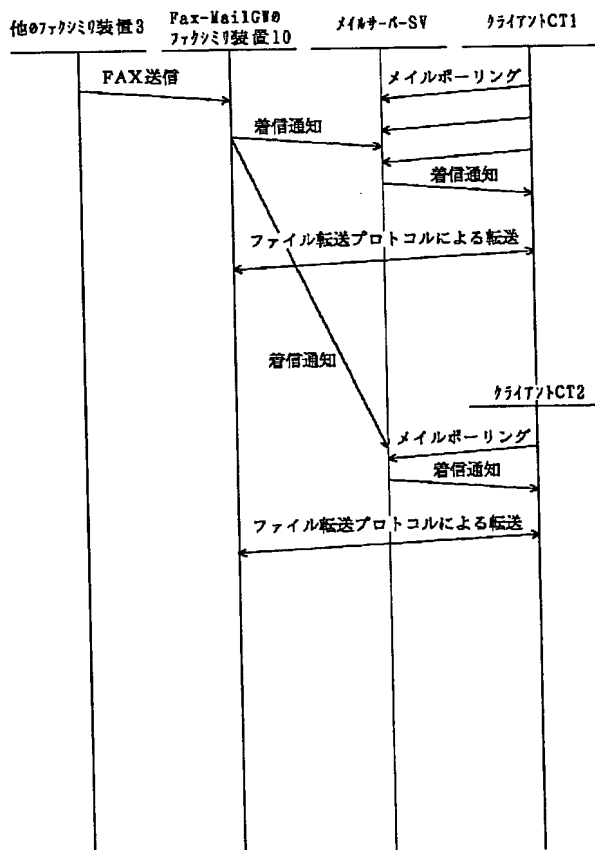 他のﾌｧｸｼﾐﾘ装置3
Fax-MailGWの
ﾌｧｸｼﾐﾘ装置10
ﾒｲﾙサーバーSV
ｸﾗｲｱﾝﾄCT1
FAX送信
メイルポーリング
着信通知
着信通知
ファイル転送プロトコルによる転送
着信通知
ｸﾗｲｱﾝﾄCT2
メイルポーリング
着信通知
ファイル転送プロトコルによる転送